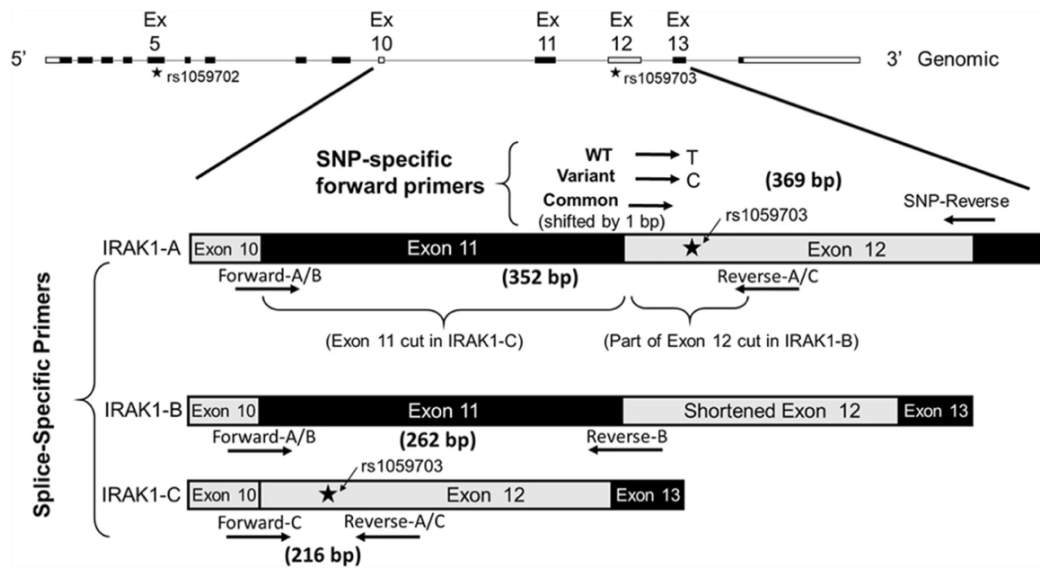 Ex Ex Ex Ex Ex
5 10 11 12 13
5’ 3’ Genomic
rs1059702 rs1059703
SNP-specific
forward primers
WT T
Variant C (369 bp)
Common SNP-Reverse
(shifted by 1 bp) rs1059703
IRAK1-A Exon 10 Exon 11 Exon 12
Forward-A/B (352 bp) Reverse-A/C
(Exon 11 cut in IRAK1-C) (Part of Exon 12 cut in IRAK1-B)
Splice-Specific Primers
IRAK1-B Exon 10 Exon 11 Shortened Exon 12 Exon 13
Forward-A/B (262 bp) Reverse-B
rs1059703
IRAK1-C Exon 10 Exon 12 Exon 13
Forward-C Reverse-A/C
(216 bp)